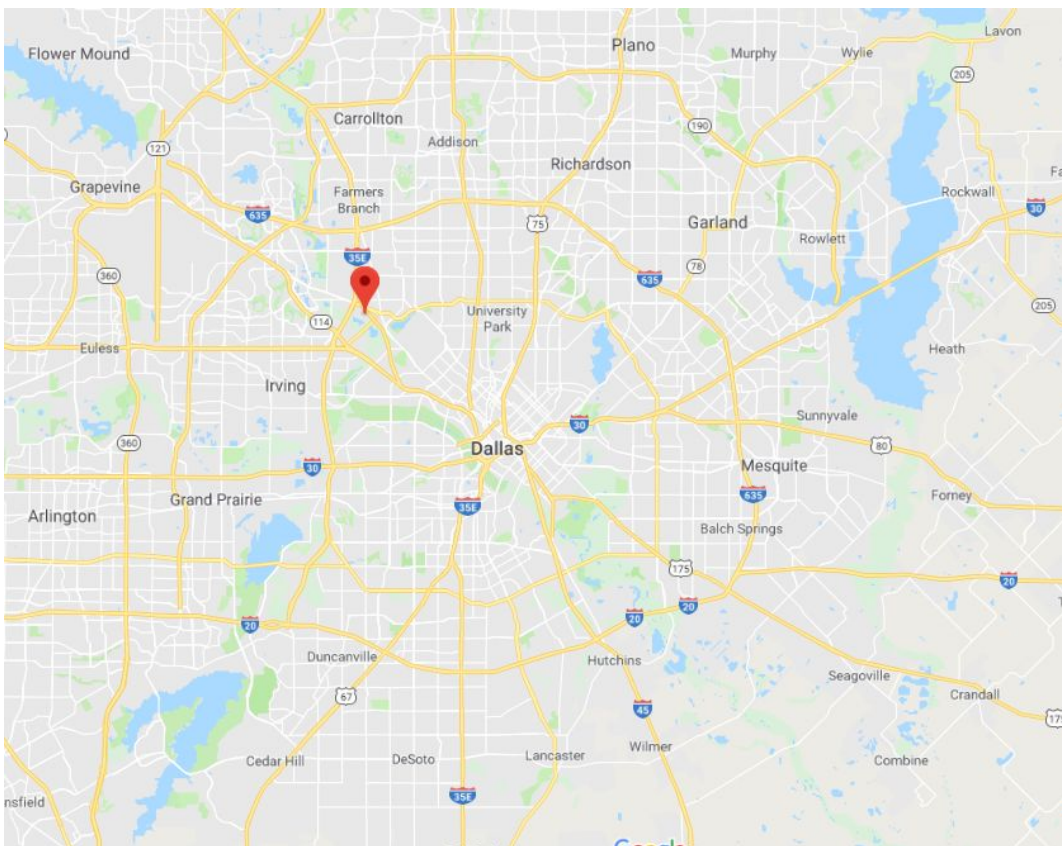 Lavon
Plano
Flower Mound
Murphy
Wylie
205
Carrollton
190
Addison
121
Richardson
Grapevine
Farmers
Branch
Rockwall
30
635
Garland
75
Rowlett
35E
78
360
635
205
University
Park
114
Euless
Heath
Irving
Sunnyvale
30
360
Dallas
80
30
Mesquite
635
Forney
Grand Prairie
35E
Arlington
Balch Springs
175
20
20
20
20
Duncanville
Hutchins
Seagoville
67
Crandall
45
175
Wilmer
Lancaster
DeSoto
Cedar Hill
Combine
35E
nsfield